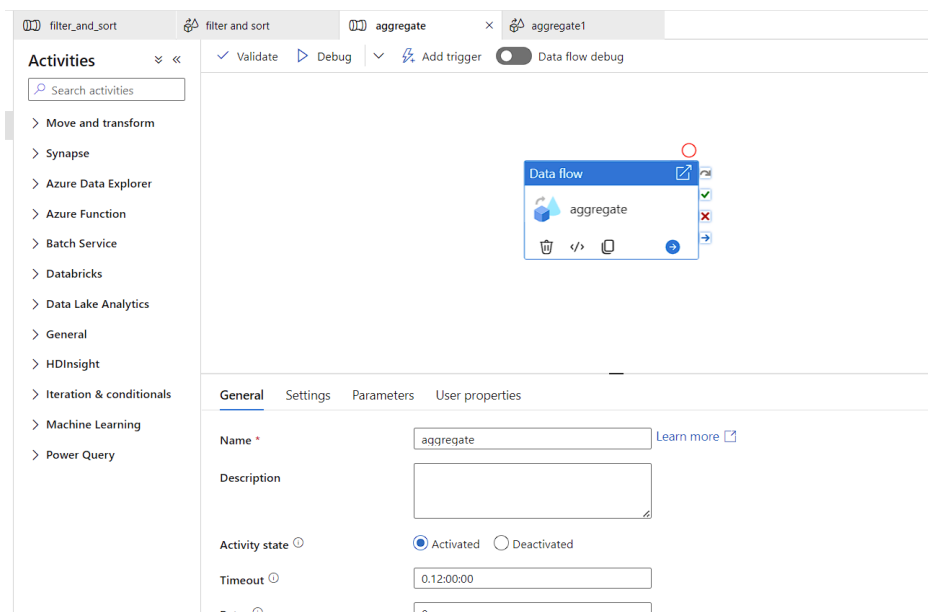 filter_and_sort
filter and sort
aggregate
aggregate1
Activities
Validate
Debug
Add trigger
Data flow debug
Search activities
Move and transform
Synapse
Azure Data Explorer
Azure Function
Batch Service
Databricks
Data Lake Analytics
General
HDInsight
Iteration & conditionals
Machine Learning
Power Query
Data flow
aggregate
General
Settings
Parameters
User properties
Name *
aggregate
Learn more
Description
Activity state
Activated
Deactivated
Timeout
0.12:00:00